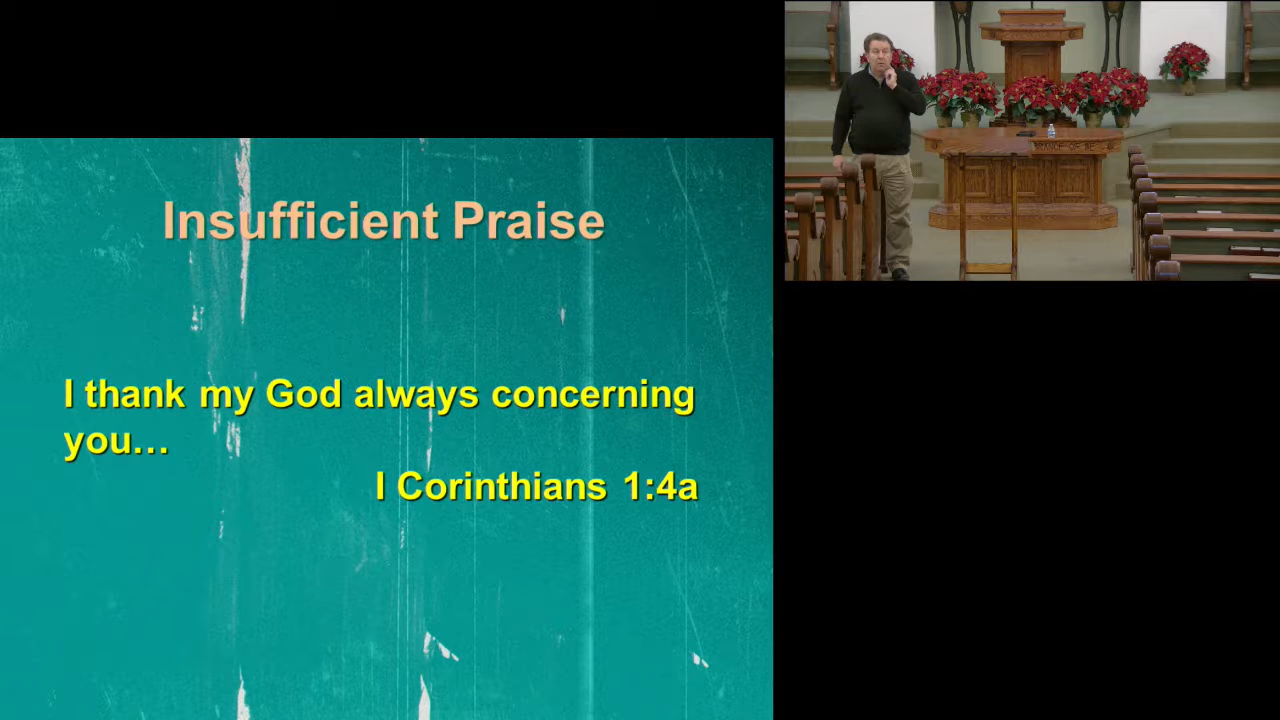 Insufficient Praise
I thank my God always concerning
you…
I Corinthians 1:4a